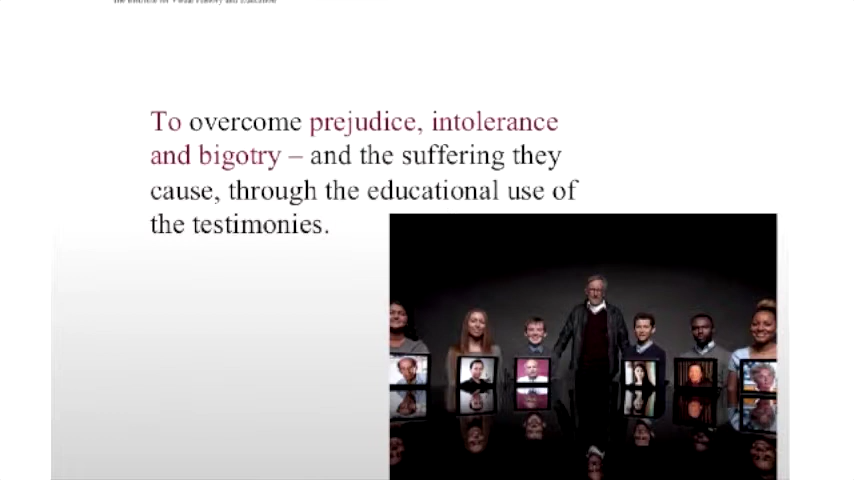 To overcome prejudice, intolerance
and bigotry – and the suffering they
cause, through the educational use of
the testimonies.